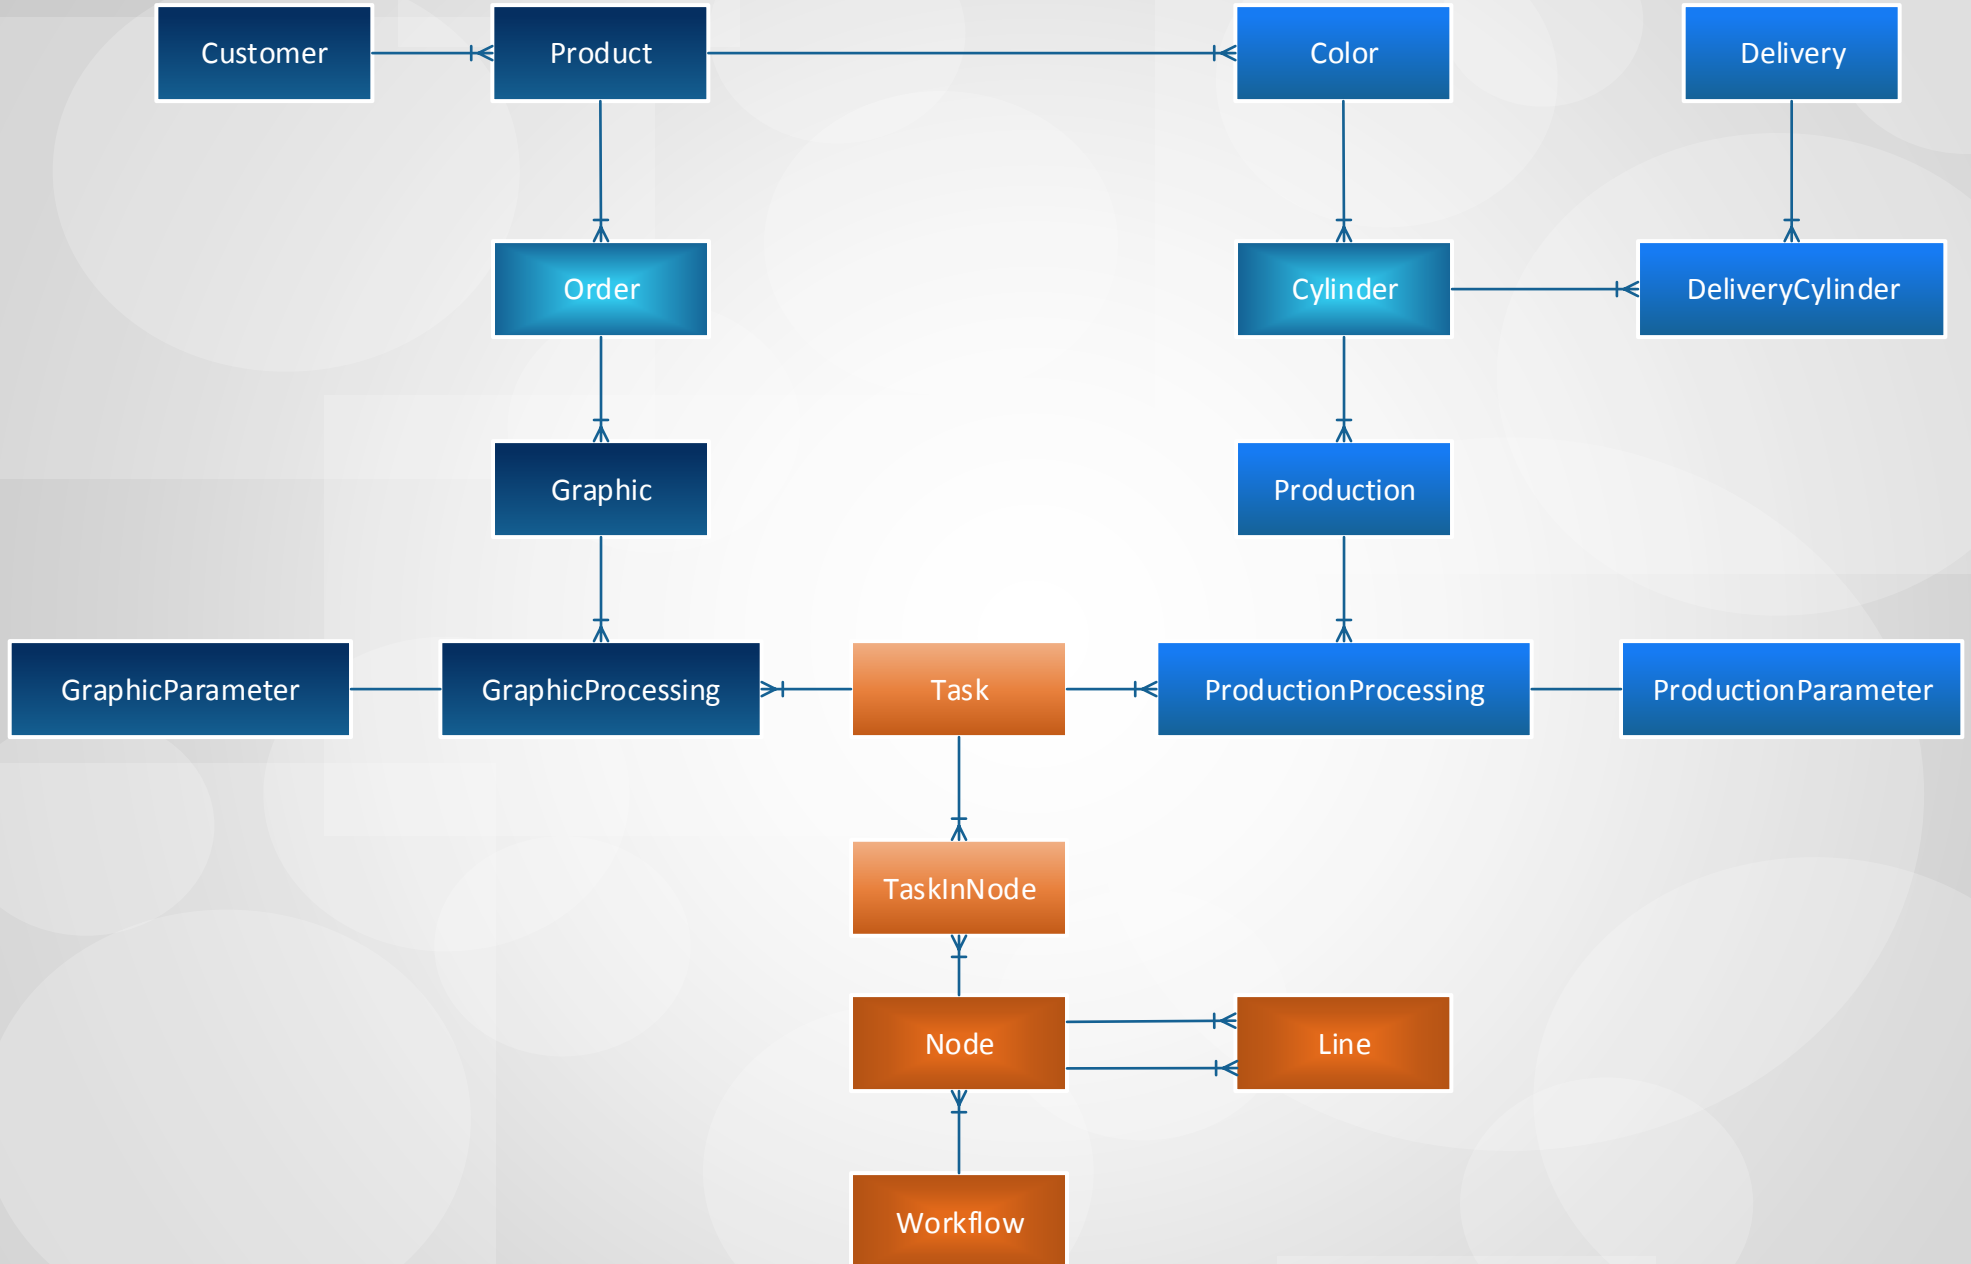 Customer
Product
Color
Delivery
Order
Cylinder
DeliveryCylinder
Graphic
Production
GraphicParameter
GraphicProcessing
Task
ProductionProcessing
ProductionParameter
TaskInNode
Node
Line
Workflow